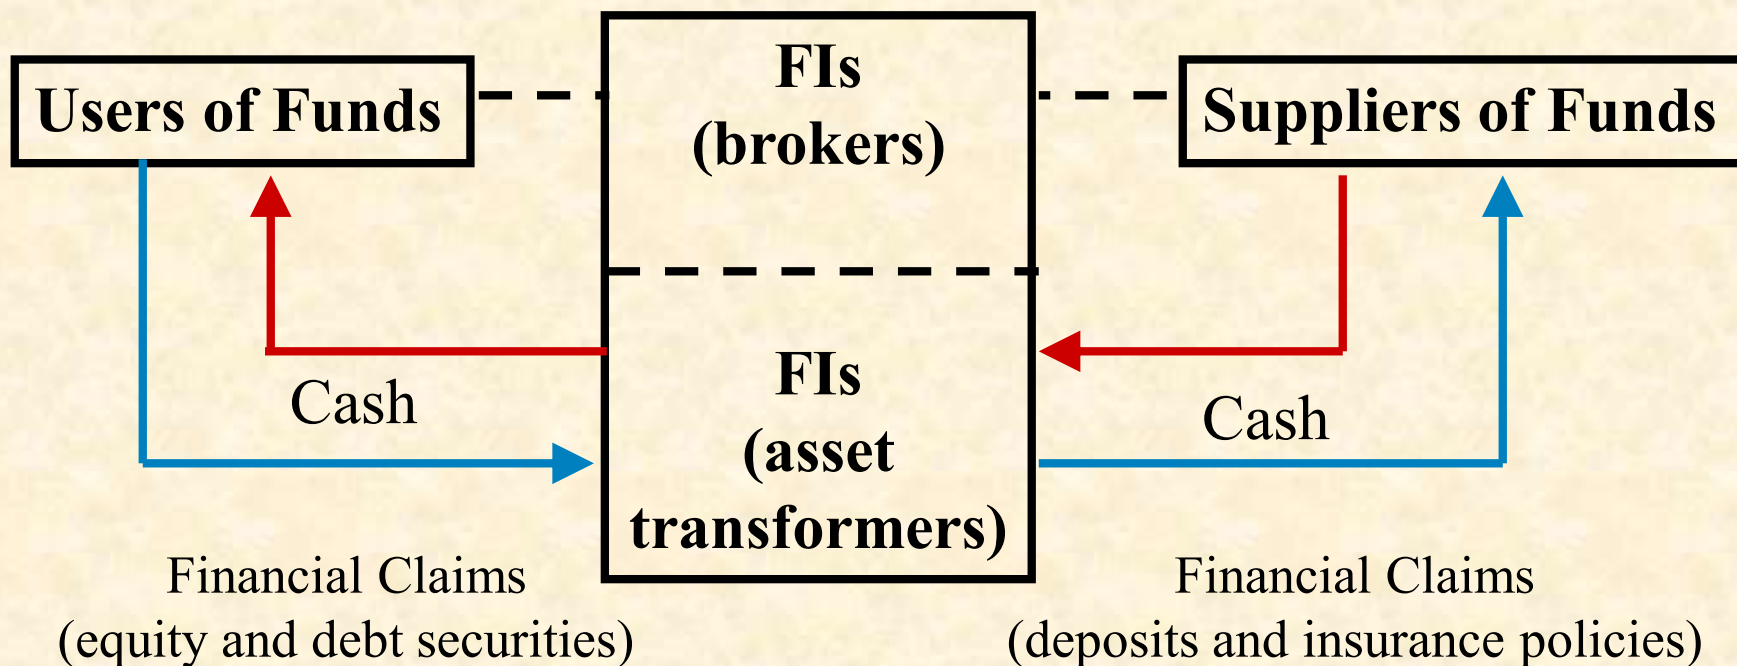 Users of Funds
FIs
(brokers)
Suppliers of Funds
Cash
FIs
(asset
transformers)
Cash
Financial Claims
(equity and debt securities)
Financial Claims
(deposits and insurance policies)